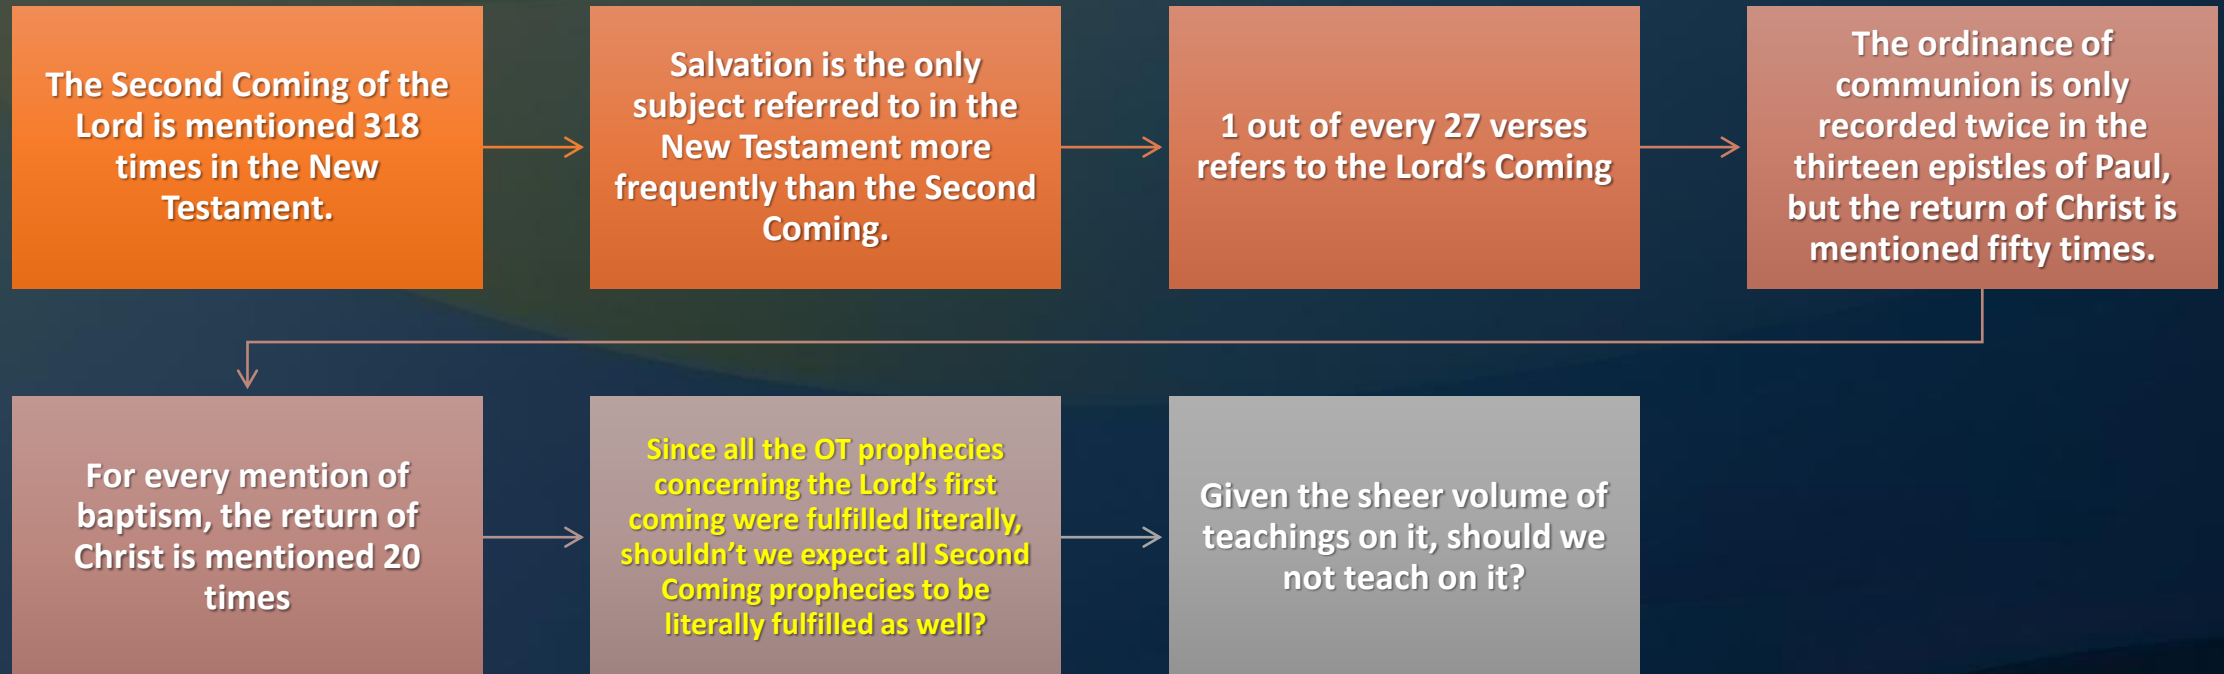 The Second Coming of the
Lord is mentioned 318
times in the New
Testament.
Salvation is the only
subject referred to in the
New Testament more
frequently than the Second
Coming.
1 out of every 27 verses
refers to the Lord’s Coming
The ordinance of
communion is only
recorded twice in the
thirteen epistles of Paul,
but the return of Christ is
mentioned fifty times.
For every mention of
baptism, the return of
Christ is mentioned 20
times
Since all the OT prophecies
concerning the Lord’s first
coming were fulfilled literally,
shouldn’t we expect all Second
Coming prophecies to be
literally fulfilled as well?
Given the sheer volume of
teachings on it, should we
not teach on it?